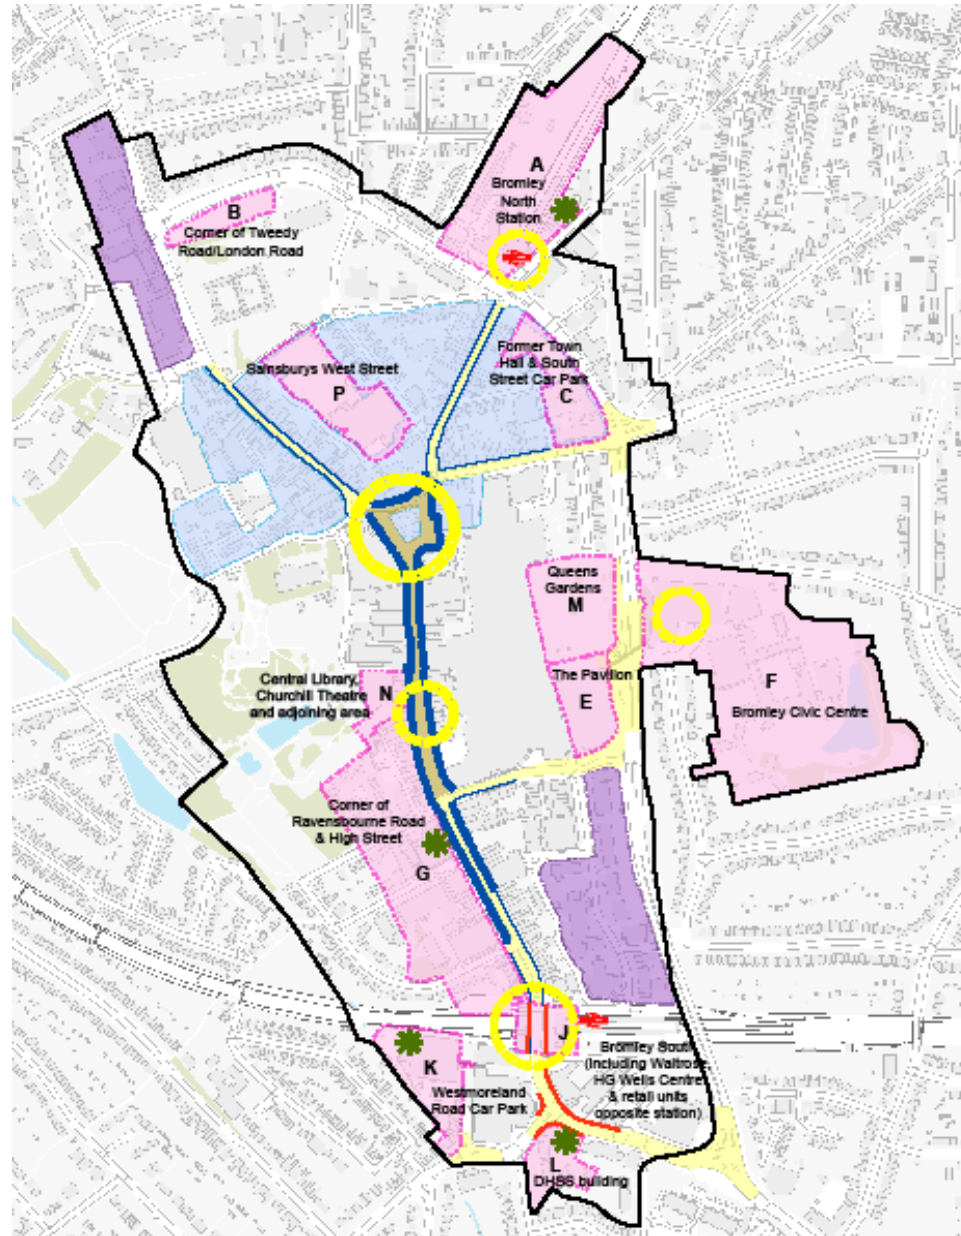 A
Bromley
North
Station
B
Corner of Tweedy
Road/London Road
Former Town
Hall & South
Street Car Park
C
Sainsburys West Street
P
Queens
Gardens
M
The Pavilion
E
F
Bromley Civic Centre
Central Library,
Churchill Theatre
and adjoining area
N
Corner of
Ravensbourne Road
& High Street
G
J
Bromley South
(including Waitrose
HG Wells Centre
& retail units
opposite station)
K
Westmoreland
Road Car Park
L
DHSS building